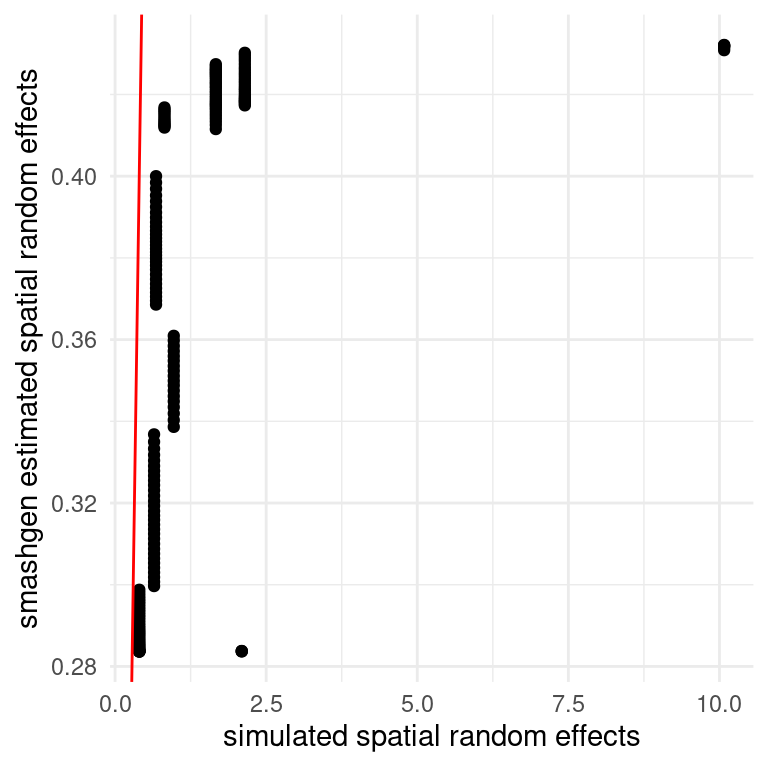 smashgen estimated spatial random effects
0.40
0.36
0.32
0.28
0.0 2.5 5.0 7.5 10.0
simulated spatial random effects